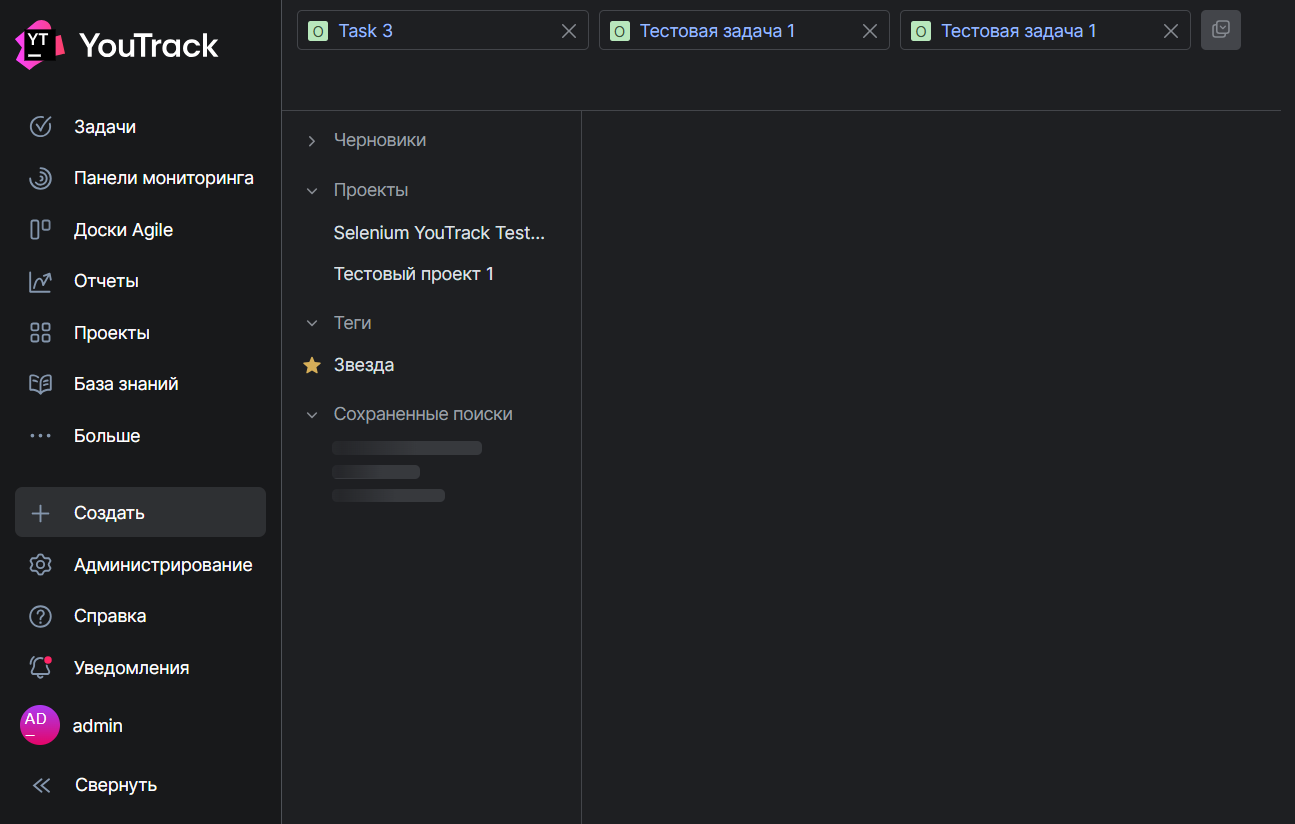 YT YouTrack
O Task 3
O Тестовая задача 1
O Тестовая задача 1
Задачи
Панели мониторинга
Доски Agile
Отчеты
Проекты
База знаний
Больше
Создать
Администрирование
Справка
Уведомления
AD admin
Свернуть
Черновики
Проекты
Selenium YouTrack Test...
Тестовый проект 1
Теги
Звезда
Сохраненные поиски